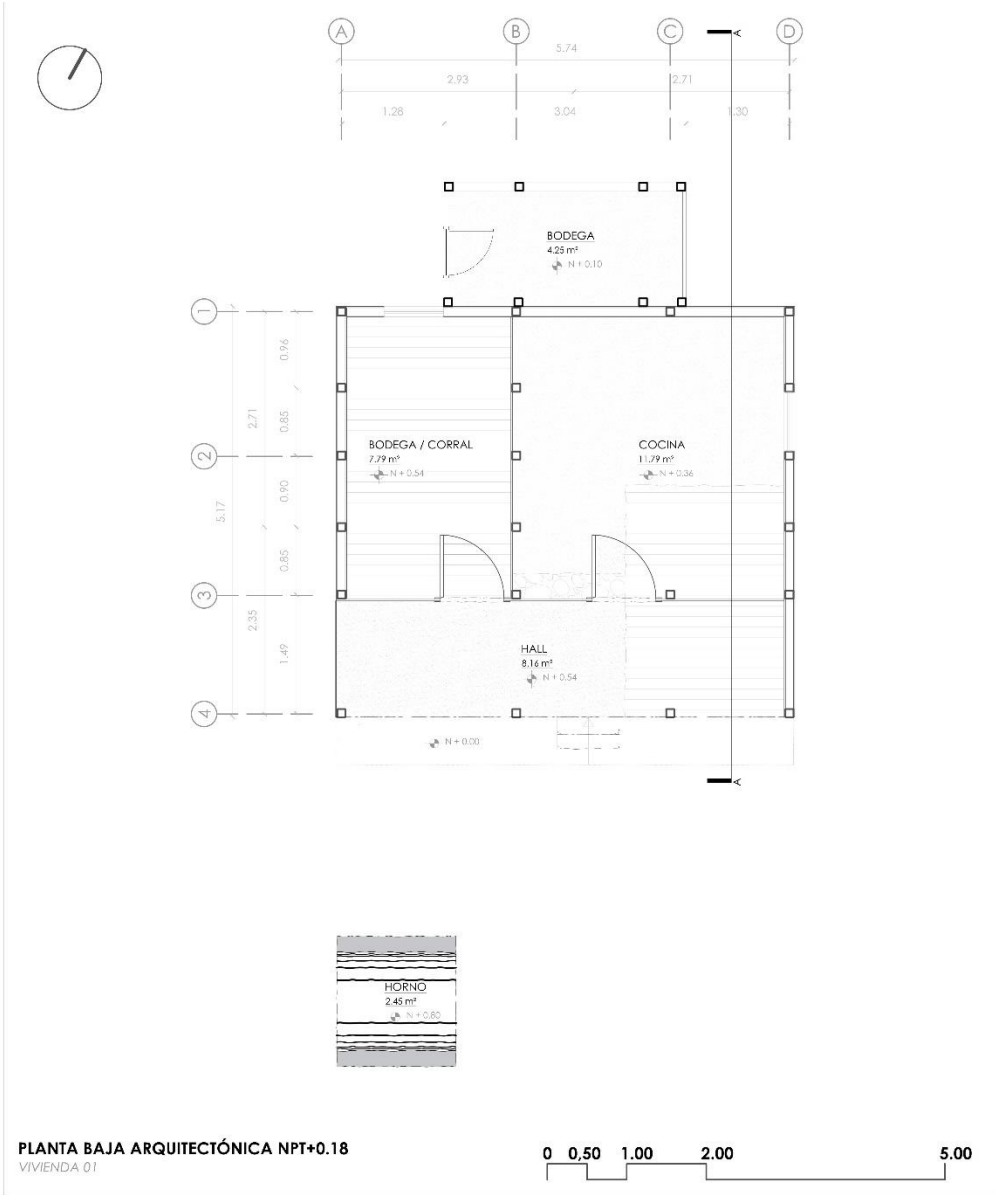 A B C D
A
5.74
2.93 2.71
1.28 3.04 1.30
BODEGA
4.25 m²
N + 0.10
1
0.96
2.71
0.85
BODEGA / CORRAL
7.79 m²
N + 0.54
COCINA
11.79 m²
N + 0.36
2
0.90
5.17
0.85
3
2.35
1.49
HALL
8.16 m²
N + 0.54
4
N + 0.00
A
HORNO
2.45 m²
N + 0.80
PLANTA BAJA ARQUITECTÓNICA NPT+0.18
VIVIENDA 01
0 0,50 1.00 2.00 5.00